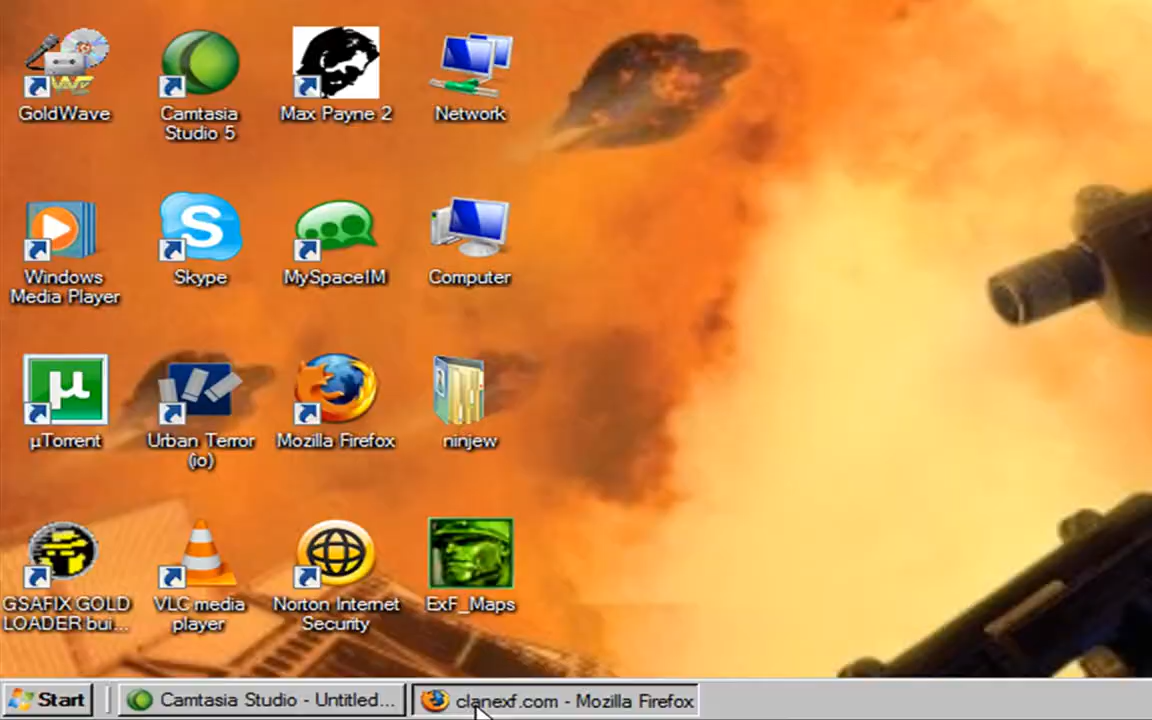 GoldWave
Camtasia
Studio 5
Max Payne 2
Network
Windows
Media Player
Skype
MySpaceIM
Computer
µTorrent
Urban Terror
(io)
Mozilla Firefox
ninjew
GSAFIX GOLD
LOADER bui...
VLC media
player
Norton Internet
Security
ExF_Maps
Start
Camtasia Studio - Untitled...
clanexf.com - Mozilla Firefox